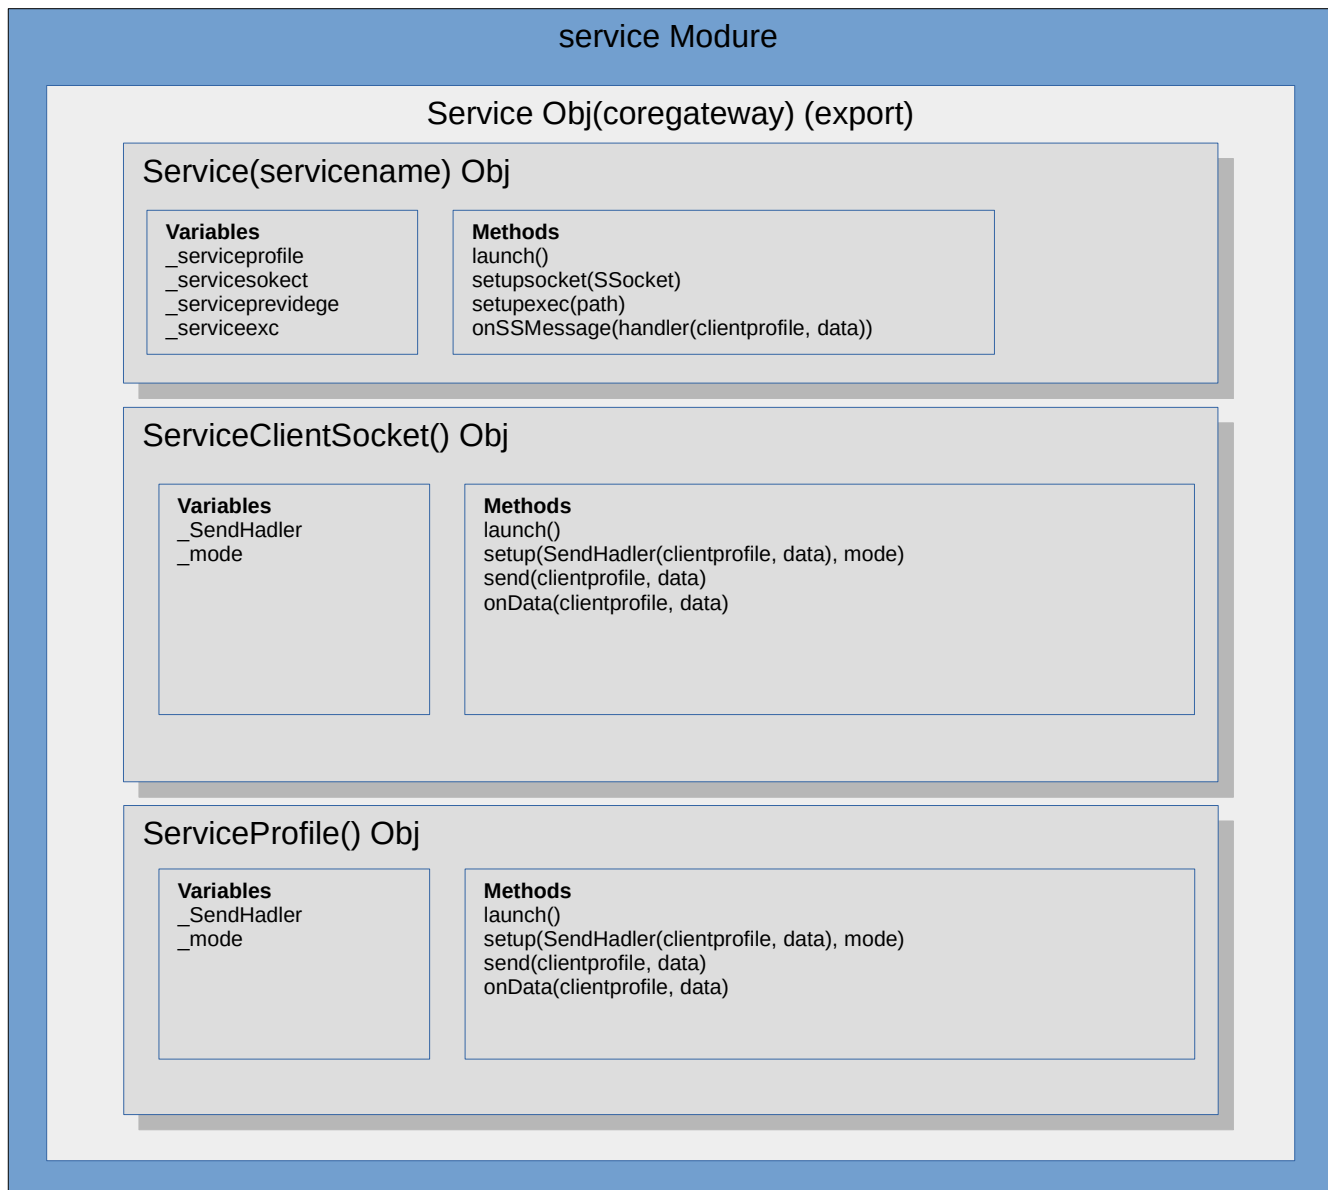 service Modure
Service Obj(coregateway) (export)
Service(servicename) Obj
Variables
_serviceprofile
_servicesokect
_serviceprevidege
_serviceexc
Methods
launch()
setupsocket(SSocket)
setupexec(path)
onSSMessage(handler(clientprofile, data))
ServiceClientSocket() Obj
Variables
_SendHadler
_mode
Methods
launch()
setup(SendHadler(clientprofile, data), mode)
send(clientprofile, data)
onData(clientprofile, data)
ServiceProfile() Obj
Variables
_SendHadler
_mode
Methods
launch()
setup(SendHadler(clientprofile, data), mode)
send(clientprofile, data)
onData(clientprofile, data)